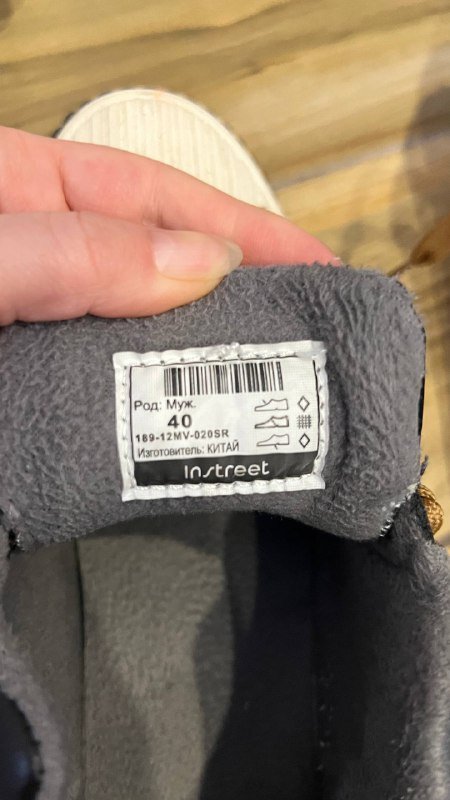 Род: Муж.
40
189-12MV-020SR
Изготовитель: КИТАЙ
Instreet